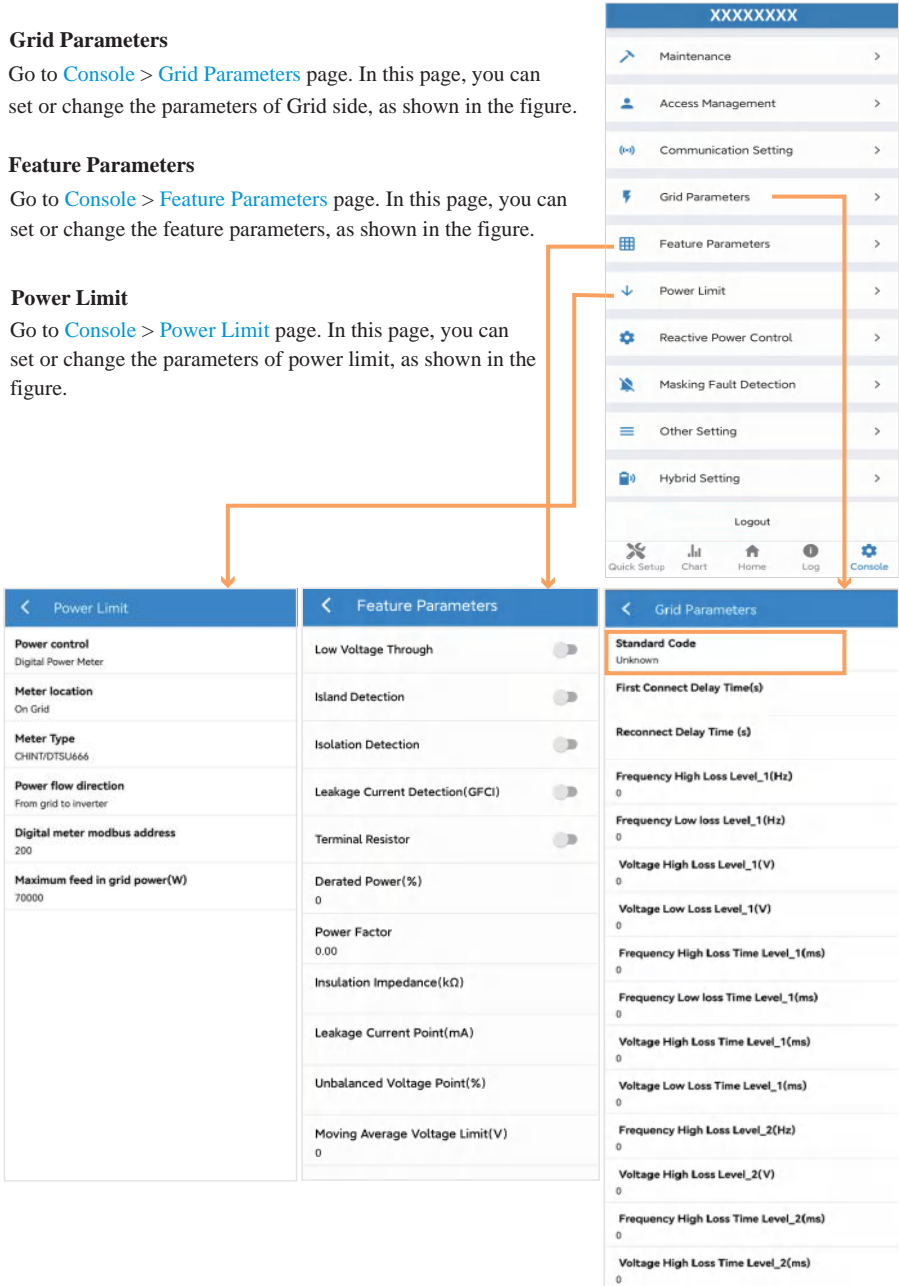 Grid Parameters
Go to Console > Grid Parameters page. In this page, you can
set or change the parameters of Grid side, as shown in the figure.
Feature Parameters
Go to Console > Feature Parameters page. In this page, you can
set or change the feature parameters, as shown in the figure.
Power Limit
Go to Console > Power Limit page. In this page, you can
set or change the parameters of power limit, as shown in the
figure.
XXXXXXXX
Maintenance
Access Management
Communication Setting
Grid Parameters
Feature Parameters
Power Limit
Reactive Power Control
Masking Fault Detection
Other Setting
Hybrid Setting
Logout
Quick Setup Chart Home Log Console
Power Limit
Power control
Digital Power Meter
Meter location
On Grid
Meter Type
CHINT/DTSU666
Power flow direction
From grid to inverter
Digital meter modbus address
200
Maximum feed in grid power(W)
70000
Feature Parameters
Low Voltage Through
Island Detection
Isolation Detection
Leakage Current Detection(GFCI)
Terminal Resistor
Derated Power(%)
0
Power Factor
0.00
Insulation Impedance(kΩ)
Leakage Current Point(mA)
Unbalanced Voltage Point(%)
Moving Average Voltage Limit(V)
0
Grid Parameters
Standard Code
Unknown
First Connect Delay Time(s)
Reconnect Delay Time (s)
Frequency High Loss Level_1(Hz)
0
Frequency Low loss Level_1(Hz)
0
Voltage High Loss Level_1(V)
0
Voltage Low Loss Level_1(V)
0
Frequency High Loss Time Level_1(ms)
0
Frequency Low loss Time Level_1(ms)
0
Voltage High Loss Time Level_1(ms)
0
Voltage Low Loss Time Level_1(ms)
0
Frequency High Loss Level_2(Hz)
0
Voltage High Loss Level_2(V)
0
Frequency High Loss Time Level_2(ms)
0
Voltage High Loss Time Level_2(ms)
0